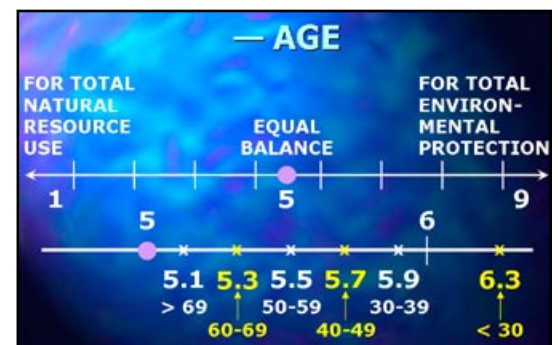 — AGE
FOR TOTAL
NATURAL
RESOURCE
USE
EQUAL
BALANCE
FOR TOTAL
ENVIRON-
MENTAL
PROTECTION
1 5 9
5 6
x x x x x x
5.1 5.3 5.5 5.7 5.9 6.3
> 69 50-59 30-39
60-69 40-49 < 30